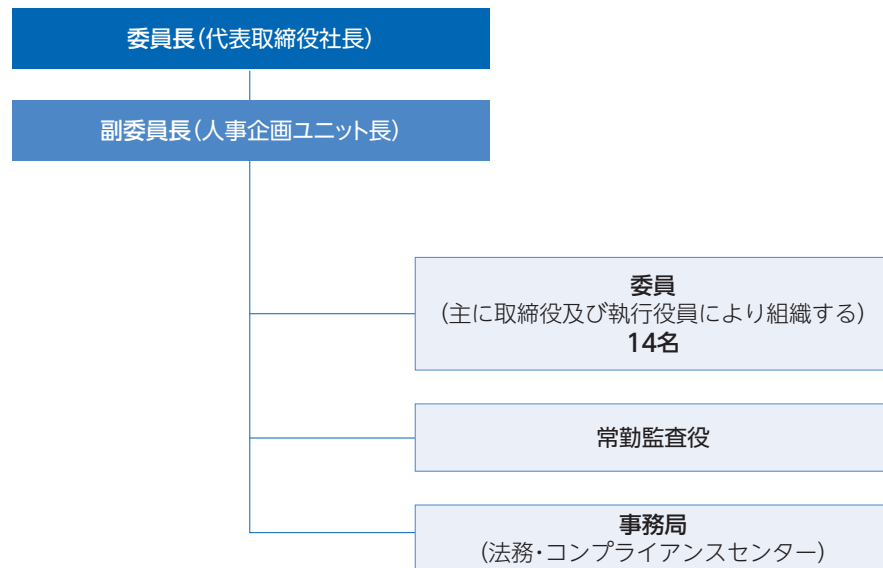 委員長(代表取締役社長)
副委員長(人事企画ユニット長)
委員
(主に取締役及び執行役員により組織する)
14名
常勤監査役
事務局
(法務・コンプライアンスセンター)